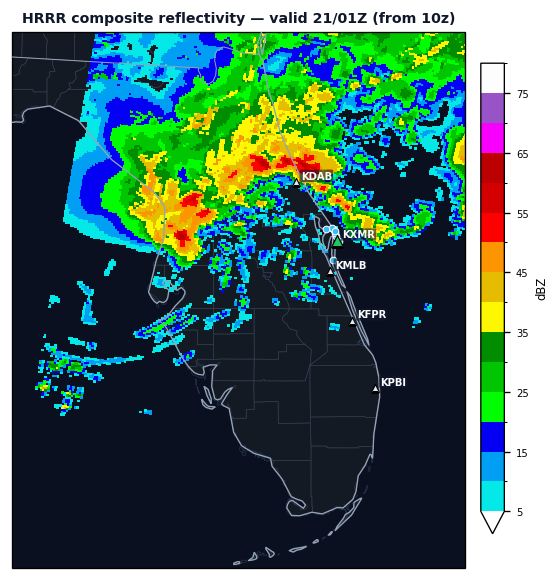 HRRR composite reflectivity — valid 21/01Z (from 10z)
KDAB
KXMR
KMLB
KFPR
KPBI
75
65
55
45
35
25
15
5
dBZ